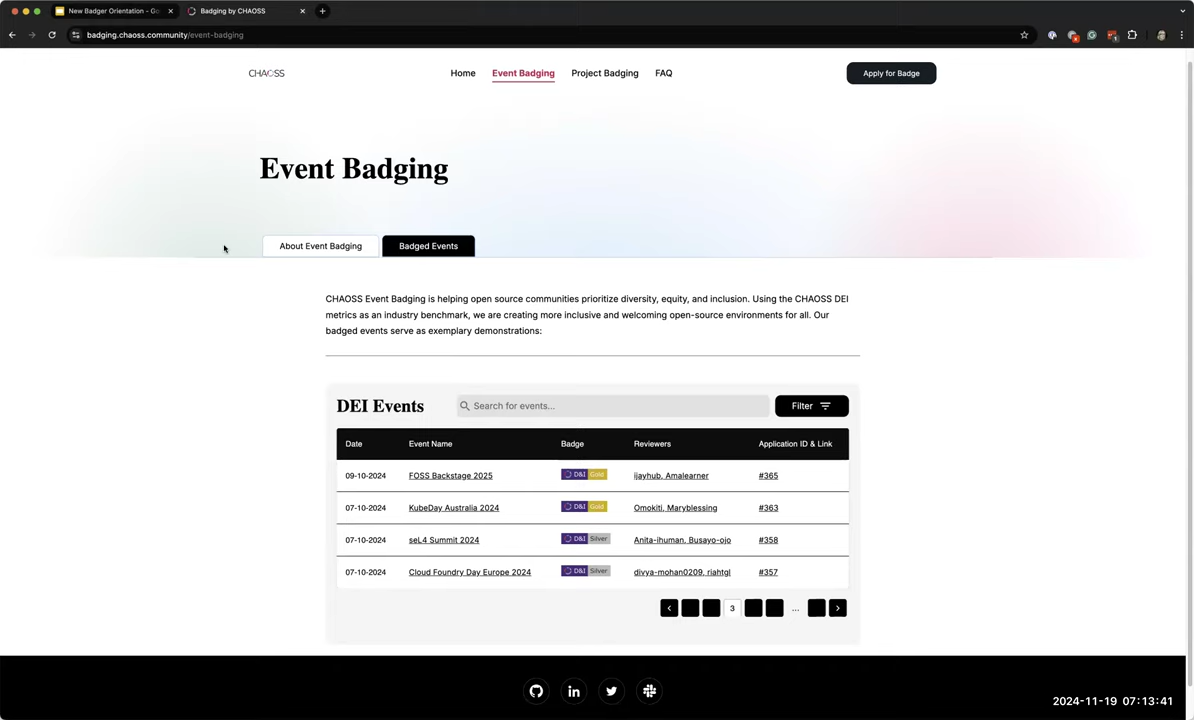 New Badger Orientation - Go
Badging by CHAOSS
badging.chaoss.community/event-badging
CHAOSS
Home
Event Badging
Project Badging
FAQ
Apply for Badge
Event Badging
About Event Badging
Badged Events
CHAOSS Event Badging is helping open source communities prioritize diversity, equity, and inclusion. Using the CHAOSS DEI
metrics as an industry benchmark, we are creating more inclusive and welcoming open-source environments for all. Our
badged events serve as exemplary demonstrations:
DEI Events
Search for events...
Filter
Date Event Name Badge Reviewers Application ID & Link
09-10-2024 FOSS Backstage 2025 D&I Gold ijayhub, Amalearner #365
07-10-2024 KubeDay Australia 2024 D&I Gold Omokiti, Maryblessing #363
07-10-2024 seL4 Summit 2024 D&I Silver Anita-ihuman, Busayo-ojo #358
07-10-2024 Cloud Foundry Day Europe 2024 D&I Silver divya-mohan0209, riahtgl #357
3 ...
2024-11-19 07:13:41